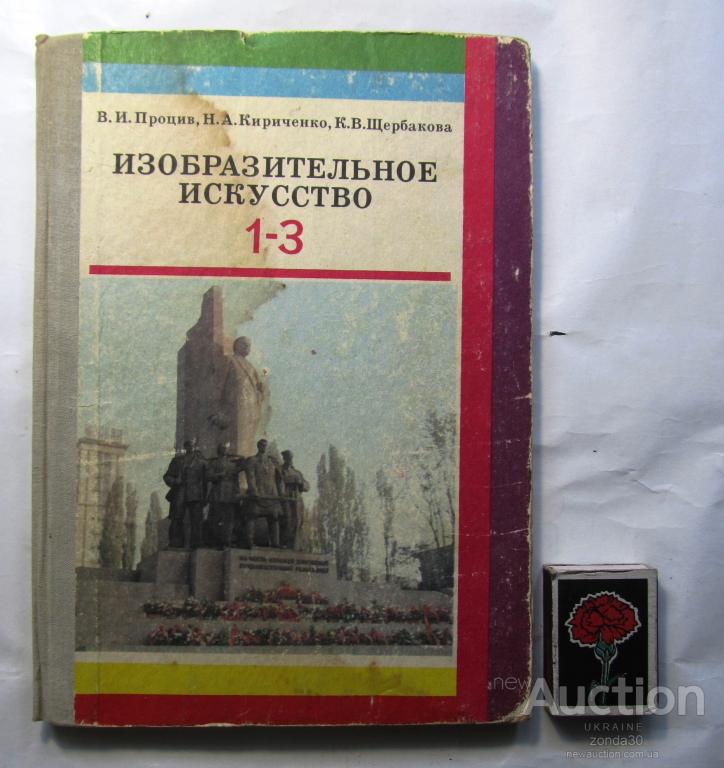 В. И. Процив, Н. А. Кириченко, К. В. Щербакова
ИЗОБРАЗИТЕЛЬНОЕ
ИСКУССТВО
1-3
new
Auction
UKRAINE
zonda30
newauction.com.ua